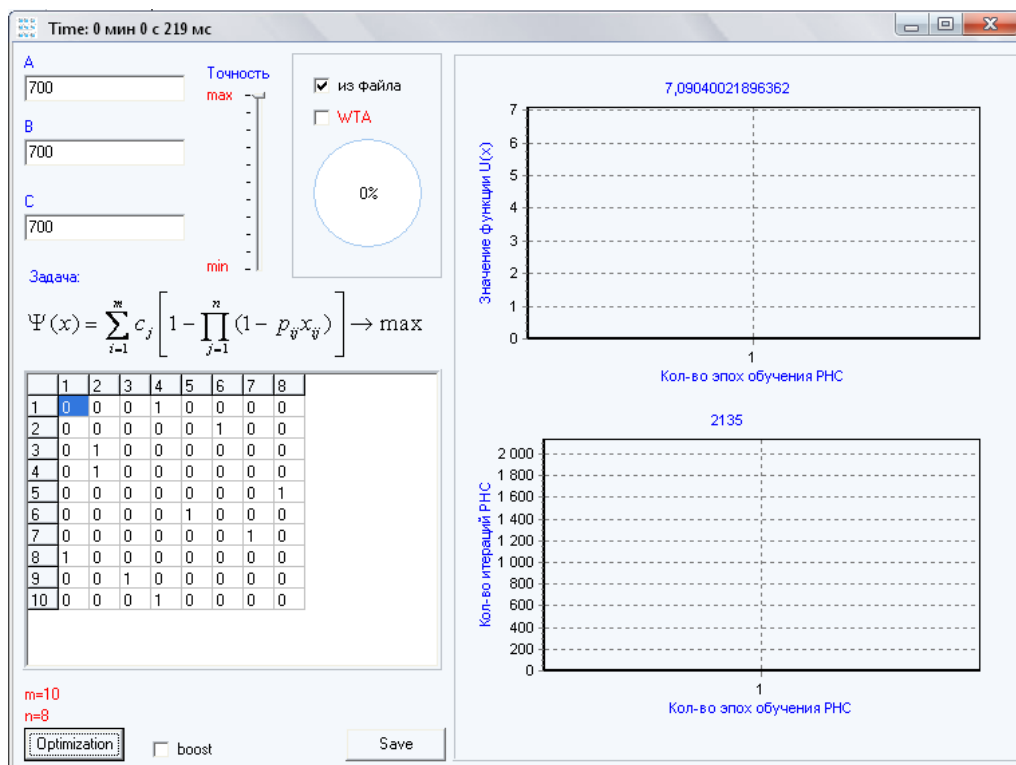 Time: 0 мин 0 с 219 мс
A
700
B
700
C
700
Точность
max
min
из файла
WTA
0%
Задача:
Ψ(x) = ∑_{i=1}^{m} c_j [1 − ∏_{j=1}^{n} (1 − p_{ij} x_{ij})] → max
1 2 3 4 5 6 7 8
1 0 0 0 1 0 0 0 0
2 0 0 0 0 0 1 0 0
3 0 1 0 0 0 0 0 0
4 0 1 0 0 0 0 0 0
5 0 0 0 0 0 0 0 1
6 0 0 0 0 1 0 0 0
7 0 0 0 0 0 0 1 0
8 1 0 0 0 0 0 0 0
9 0 0 1 0 0 0 0 0
10 0 0 0 1 0 0 0 0
m=10
n=8
Optimization
boost
Save
7,09040021896362
Значение функции U(x)
7
6
5
4
3
2
1
0
1
Кол-во эпох обучения РНС
2135
Кол-во итераций РНС
2 000
1 800
1 600
1 400
1 200
1 000
800
600
400
200
0
1
Кол-во эпох обучения РНС